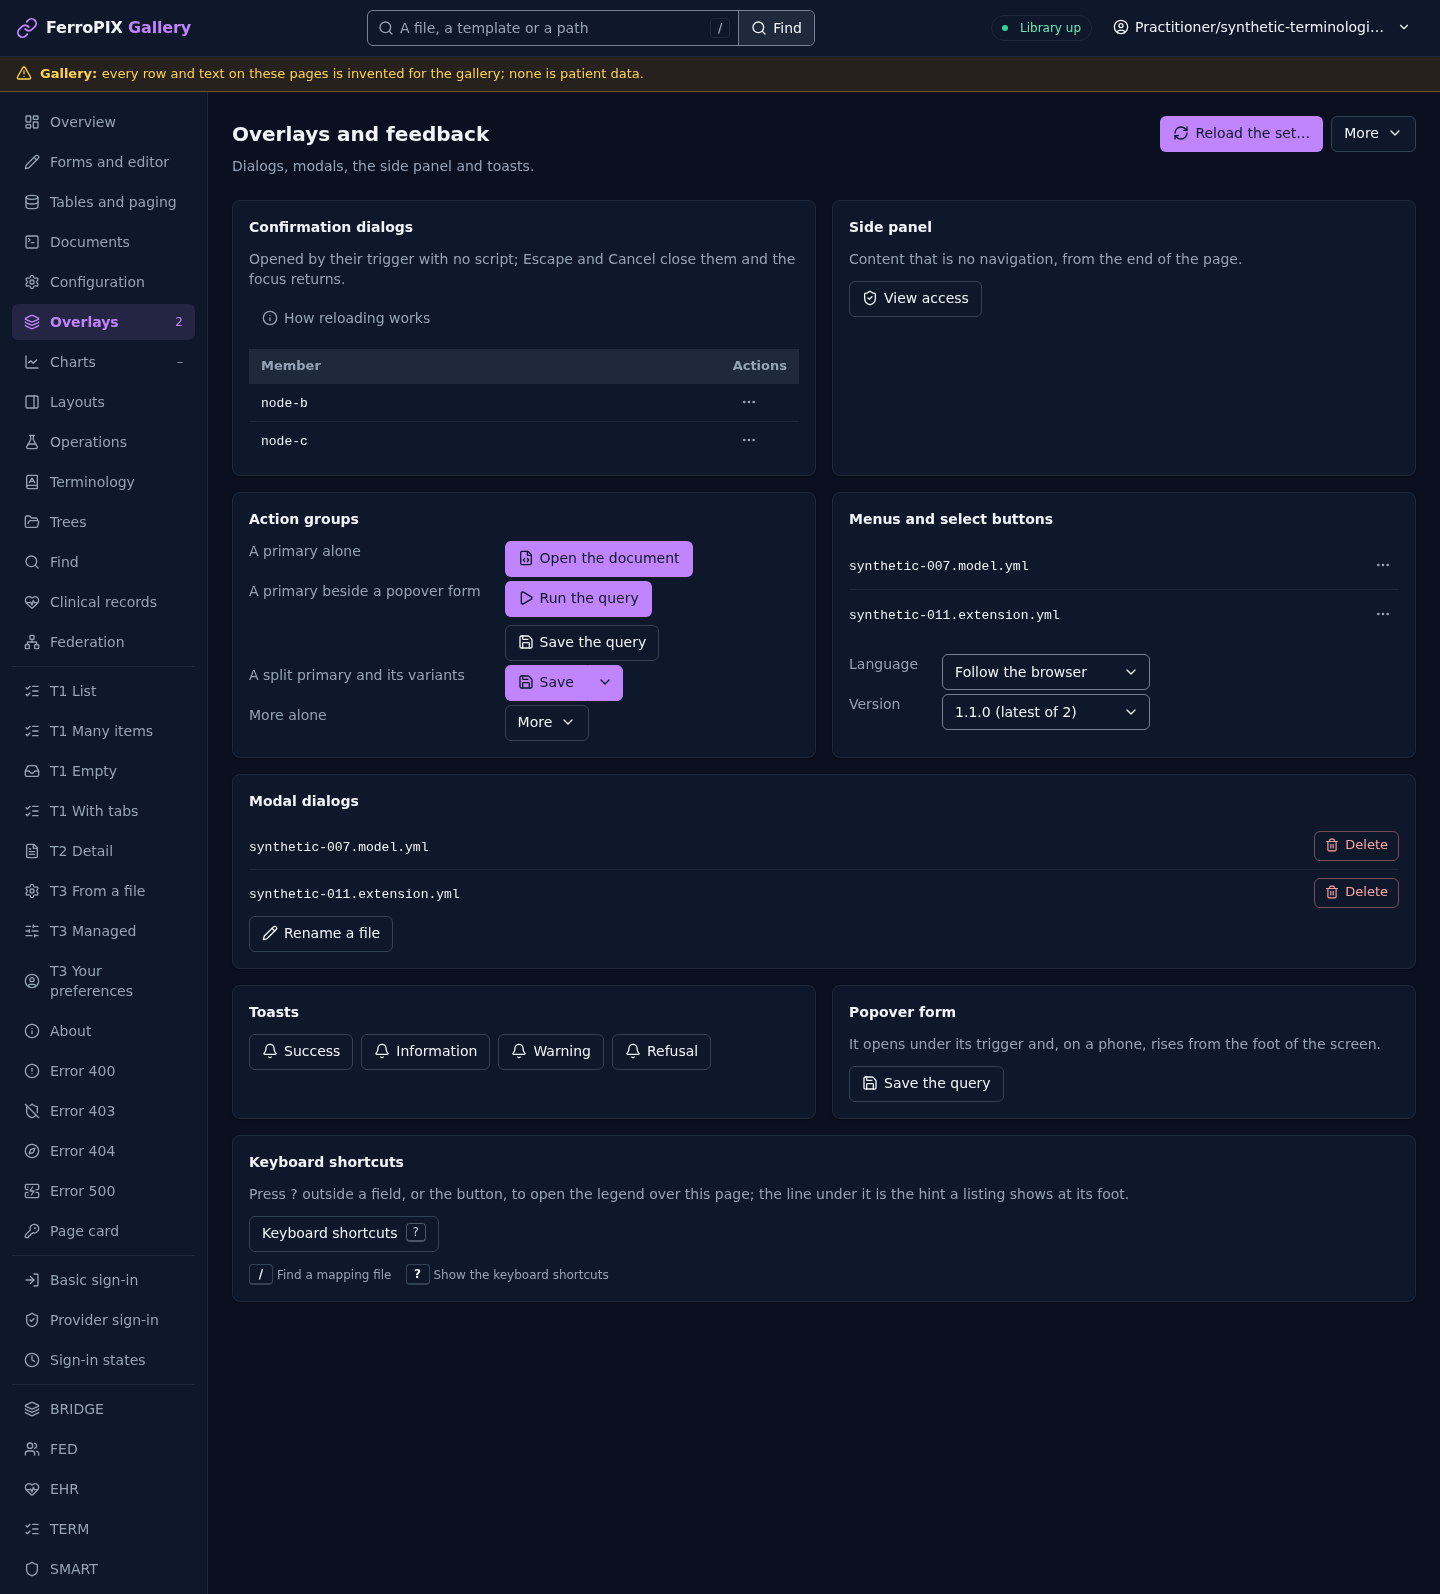 FerroPIX Gallery
A file, a template or a path
/
Find
Library up
Practitioner/synthetic-terminologi…
Gallery: every row and text on these pages is invented for the gallery; none is patient data.
Overview
Forms and editor
Tables and paging
Documents
Configuration
Overlays 2
Charts –
Layouts
Operations
Terminology
Trees
Find
Clinical records
Federation
T1 List
T1 Many items
T1 Empty
T1 With tabs
T2 Detail
T3 From a file
T3 Managed
T3 Your
preferences
About
Error 400
Error 403
Error 404
Error 500
Page card
Basic sign-in
Provider sign-in
Sign-in states
BRIDGE
FED
EHR
TERM
SMART
Overlays and feedback
Reload the set…
More
Dialogs, modals, the side panel and toasts.
Confirmation dialogs
Opened by their trigger with no script; Escape and Cancel close them and the
focus returns.
How reloading works
Member Actions
node-b
node-c
Side panel
Content that is no navigation, from the end of the page.
View access
Action groups
A primary alone
Open the document
A primary beside a popover form
Run the query
Save the query
A split primary and its variants
Save
More alone
More
Menus and select buttons
synthetic-007.model.yml
synthetic-011.extension.yml
Language
Follow the browser
Version
1.1.0 (latest of 2)
Modal dialogs
synthetic-007.model.yml
Delete
synthetic-011.extension.yml
Delete
Rename a file
Toasts
Success
Information
Warning
Refusal
Popover form
It opens under its trigger and, on a phone, rises from the foot of the screen.
Save the query
Keyboard shortcuts
Press ? outside a field, or the button, to open the legend over this page; the line under it is the hint a listing shows at its foot.
Keyboard shortcuts ?
/ Find a mapping file ? Show the keyboard shortcuts